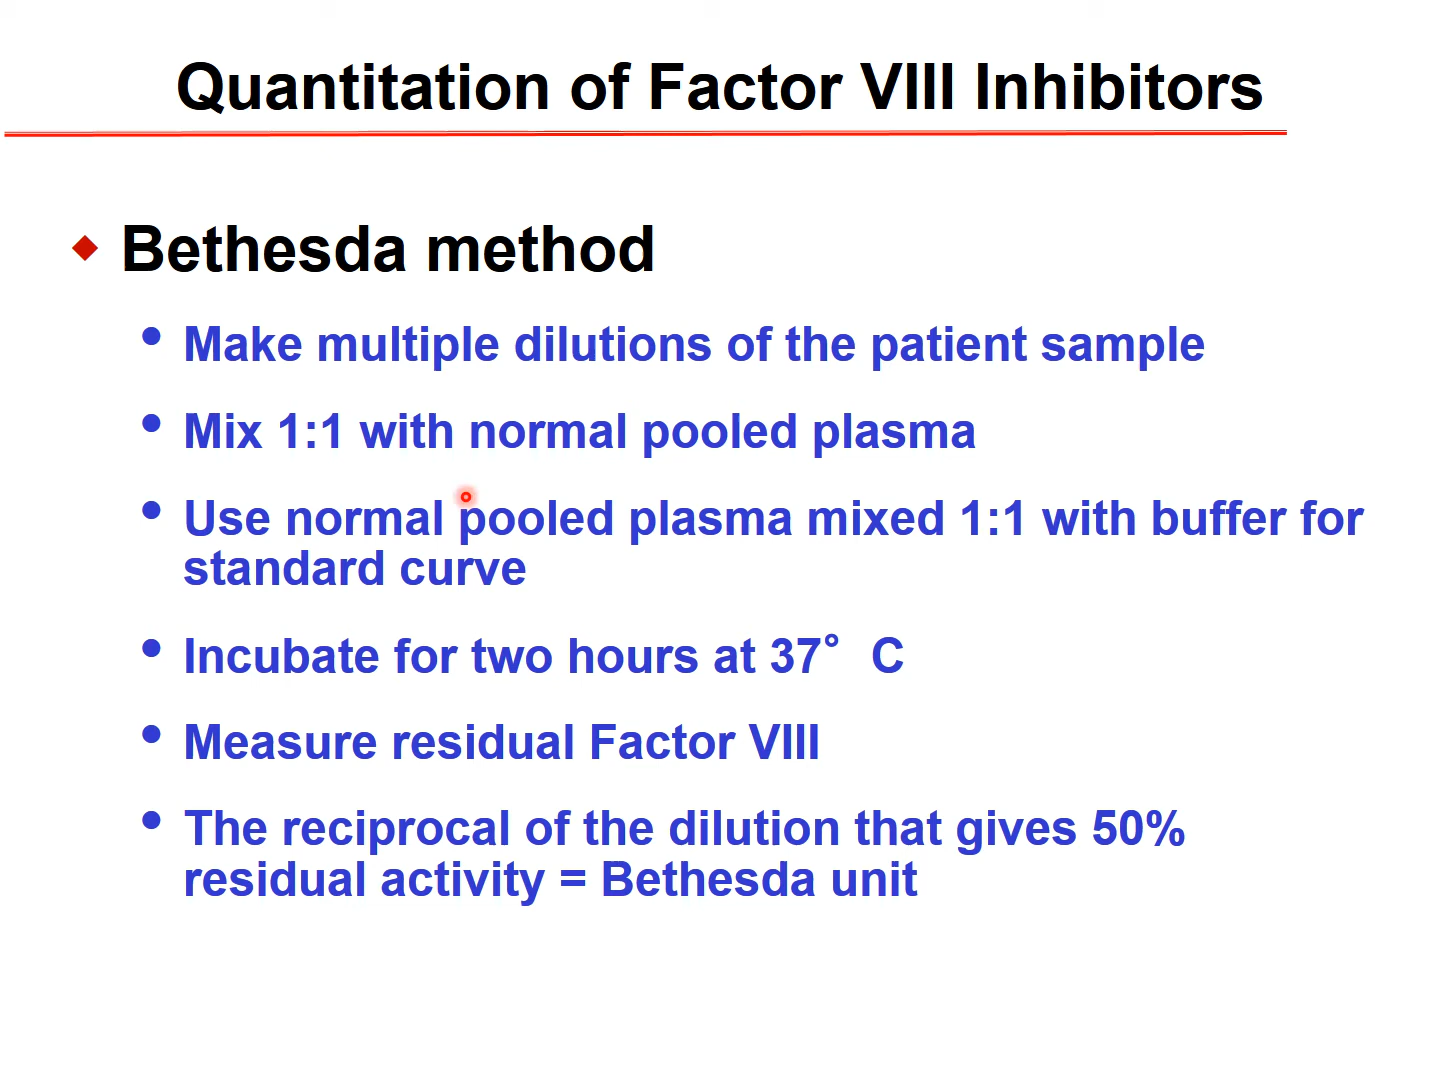 Quantitation of Factor VIII Inhibitors
Bethesda method
Make multiple dilutions of the patient sample
Mix 1:1 with normal pooled plasma
Use normal pooled plasma mixed 1:1 with buffer for
standard curve
Incubate for two hours at 37° C
Measure residual Factor VIII
The reciprocal of the dilution that gives 50%
residual activity = Bethesda unit